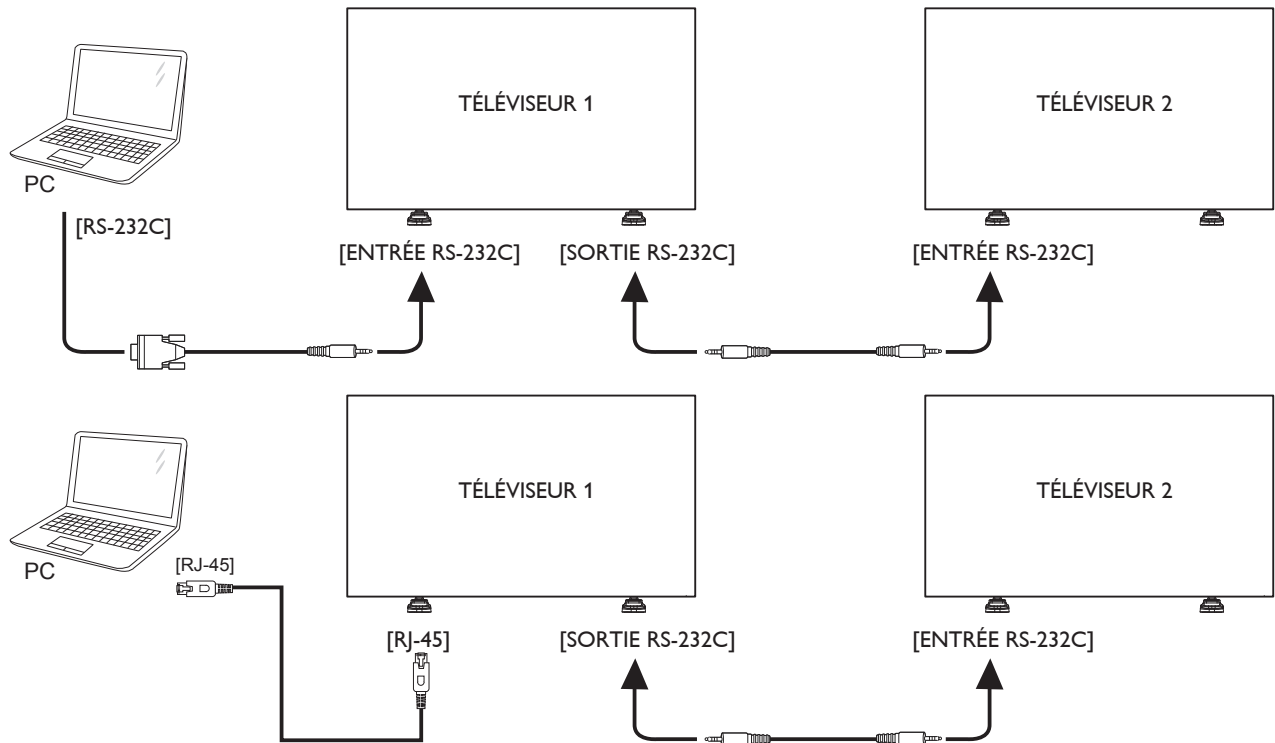 TÉLÉVISEUR 1
TÉLÉVISEUR 2
PC
[RS-232C]
[ENTRÉE RS-232C]
[SORTIE RS-232C]
[ENTRÉE RS-232C]
TÉLÉVISEUR 1
TÉLÉVISEUR 2
PC
[RJ-45]
[RJ-45]
[SORTIE RS-232C]
[ENTRÉE RS-232C]